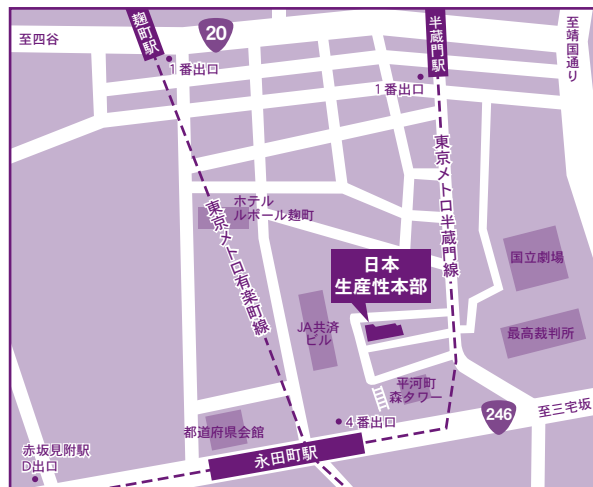 麹町駅
20
半蔵門駅
至四谷
至靖国通り
1番出口
1番出口
東京メトロ半蔵門線
東京メトロ有楽町線
ホテル
ルポール麹町
日本
生産性本部
国立劇場
JA共済
ビル
最高裁判所
平河町
森タワー
246
至三宅坂
4番出口
都道府県会館
永田町駅
赤坂見附駅
D出口